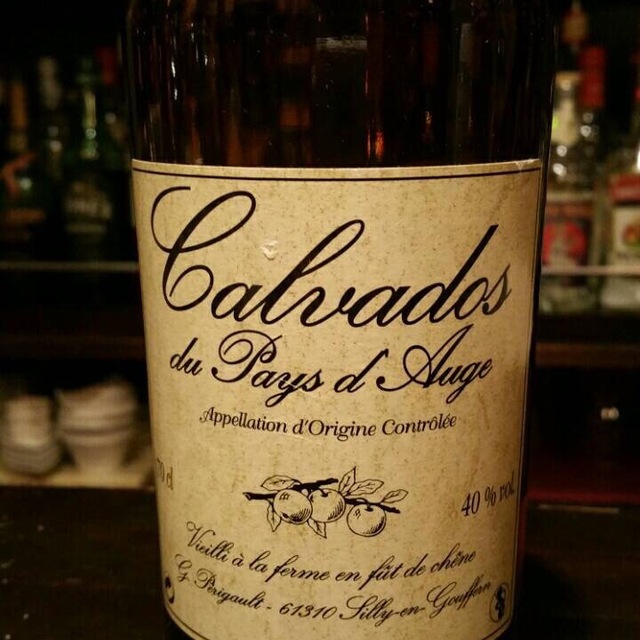 Calvados
du Pays d'Auge
Appellation d'Origine Contrôlée
70 cl
40 % vol.
Vieilli à la ferme en fût de chêne
G. Périgault - 61310 Silly-en-Gouffern